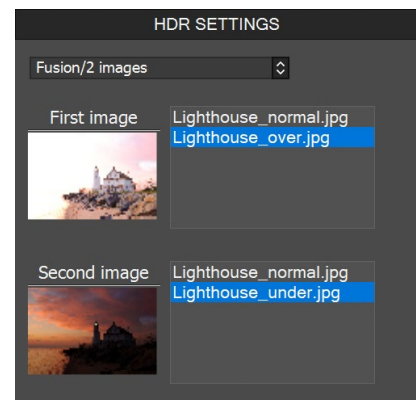 HDR SETTINGS
Fusion/2 images
First image
Lighthouse_normal.jpg
Lighthouse_over.jpg
Second image
Lighthouse_normal.jpg
Lighthouse_under.jpg